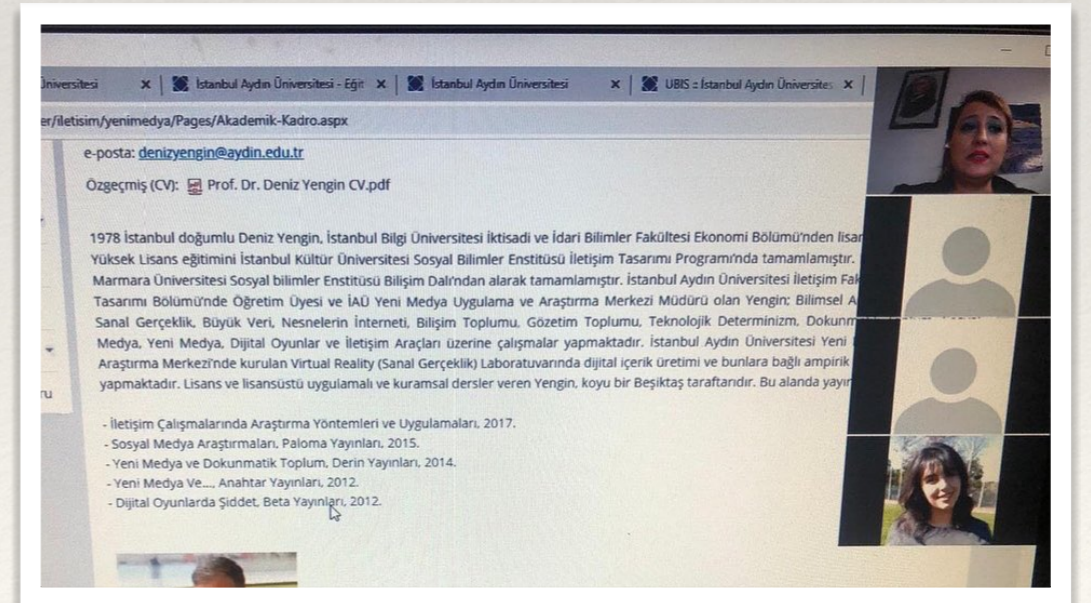 Üniversitesi
İstanbul Aydın Üniversitesi - Eğit
İstanbul Aydın Üniversitesi
UBIS :: İstanbul Aydın Üniversites
er/iletisim/yenimedya/Pages/Akademik-Kadro.aspx
e-posta: denizyengin@aydin.edu.tr
Özgeçmiş (CV): Prof. Dr. Deniz Yengin CV.pdf
1978 İstanbul doğumlu Deniz Yengin, İstanbul Bilgi Üniversitesi İktisadi ve İdari Bilimler Fakültesi Ekonomi Bölümü'nden lisan
Yüksek Lisans eğitimini İstanbul Kültür Üniversitesi Sosyal Bilimler Enstitüsü İletişim Tasarımı Programı'nda tamamlamıştır.
Marmara Üniversitesi Sosyal bilimler Enstitüsü Bilişim Dalı'ndan alarak tamamlamıştır. İstanbul Aydın Üniversitesi İletişim Fak
Tasarımı Bölümü'nde Öğretim Üyesi ve İAÜ Yeni Medya Uygulama ve Araştırma Merkezi Müdürü olan Yengin; Bilimsel A
Sanal Gerçeklik, Büyük Veri, Nesnelerin İnterneti, Bilişim Toplumu, Gözetim Toplumu, Teknolojik Determinizm, Dokunm
Medya, Yeni Medya, Dijital Oyunlar ve İletişim Araçları üzerine çalışmalar yapmaktadır. İstanbul Aydın Üniversitesi Yeni
Araştırma Merkezi'nde kurulan Virtual Reality (Sanal Gerçeklik) Laboratuvarında dijital içerik üretimi ve bunlara bağlı ampirik
yapmaktadır. Lisans ve lisansüstü uygulamalı ve kuramsal dersler veren Yengin, koyu bir Beşiktaş taraftarıdır. Bu alanda yayır
- İletişim Çalışmalarında Araştırma Yöntemleri ve Uygulamaları, 2017.
- Sosyal Medya Araştırmaları, Paloma Yayınları, 2015.
- Yeni Medya ve Dokunmatik Toplum, Derin Yayınları, 2014.
- Yeni Medya Ve..., Anahtar Yayınları, 2012.
- Dijital Oyunlarda Şiddet, Beta Yayınları, 2012.
ru